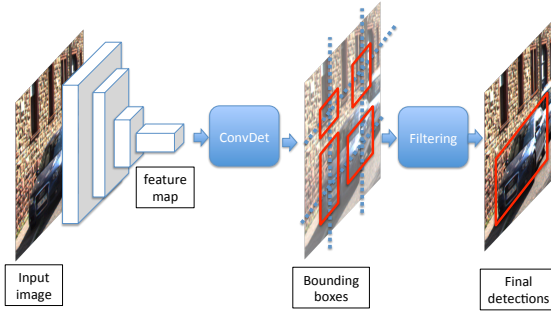 ConvDet
Filtering
feature
map
Input
image
Bounding
boxes
Final
detections